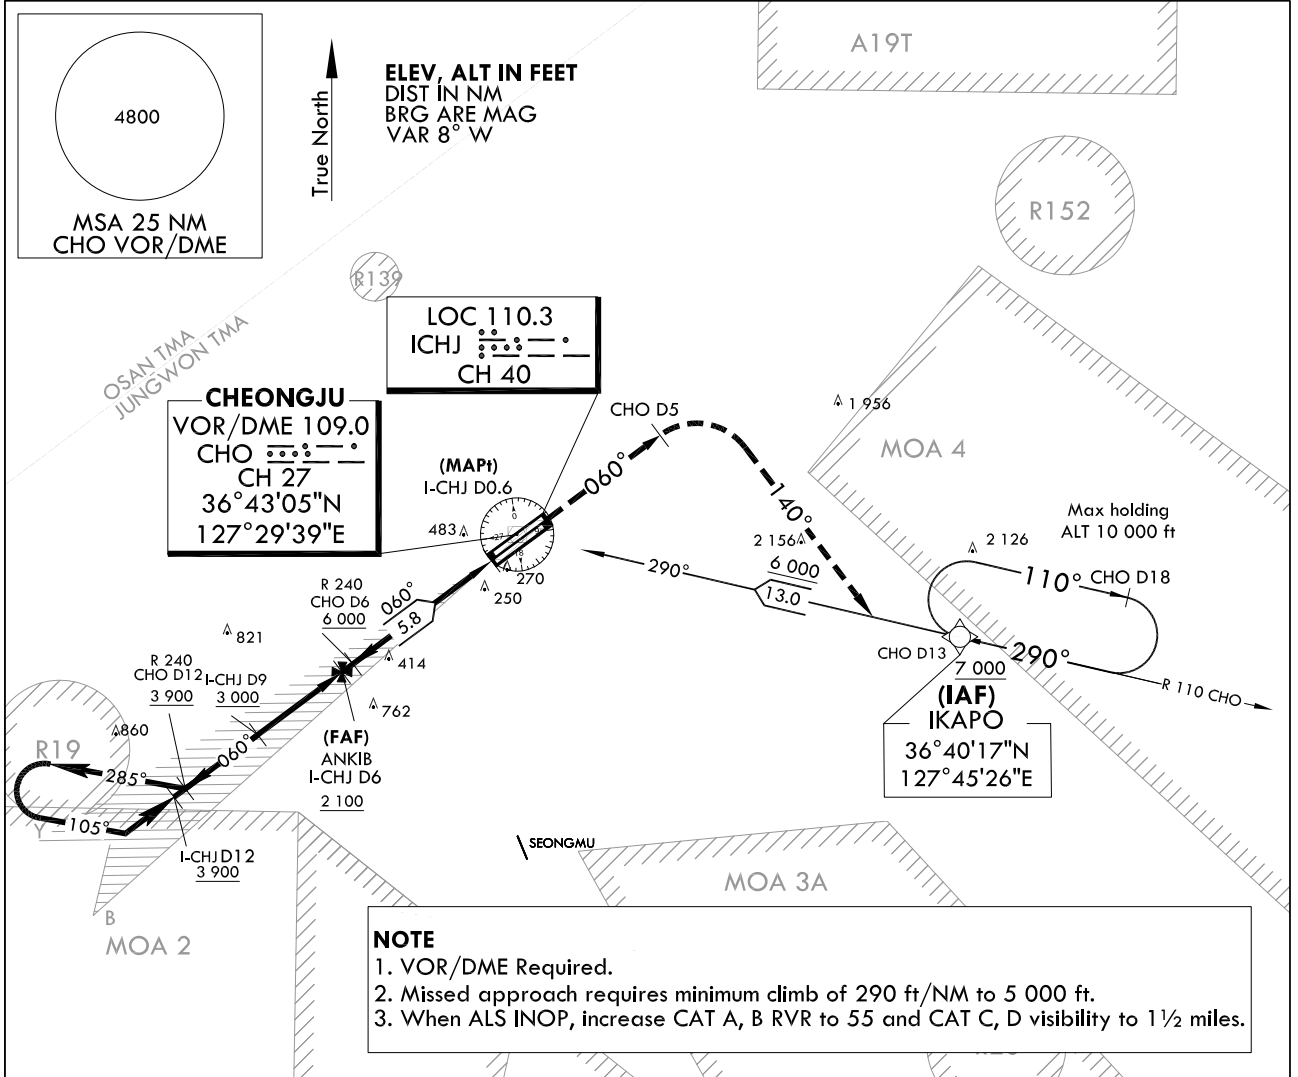 4800
MSA 25 NM
CHO VOR/DME
True North
ELEV, ALT IN FEET
DIST IN NM
BRG ARE MAG
VAR 8° W
A19T
R152
R139
OSAN TMA
JUNGWON TMA
LOC 110.3
ICHJ
CH 40
CHEONGJU
VOR/DME 109.0
CHO
CH 27
36°43'05"N
127°29'39"E
(MAPt)
I-CHJ D0.6
CHO D5
1 956
MOA 4
060°
140°
483
0
27
9
18
270
250
2 156
290°
6 000
13.0
Max holding
ALT 10 000 ft
2 126
110°
CHO D18
290°
CHO D13
7 000
R 110 CHO
(IAF)
IKAPO
36°40'17"N
127°45'26"E
R 240
CHO D6
6 000
060°
5.8
821
414
762
R 240
CHO D12
3 900
I-CHJ D9
3 000
(FAF)
ANKIB
I-CHJ D6
2 100
860
R19
060°
285°
105°
Y
I-CHJ D12
3 900
B
MOA 2
SEONGMU
MOA 3A
NOTE
1. VOR/DME Required.
2. Missed approach requires minimum climb of 290 ft/NM to 5 000 ft.
3. When ALS INOP, increase CAT A, B RVR to 55 and CAT C, D visibility to 1½ miles.